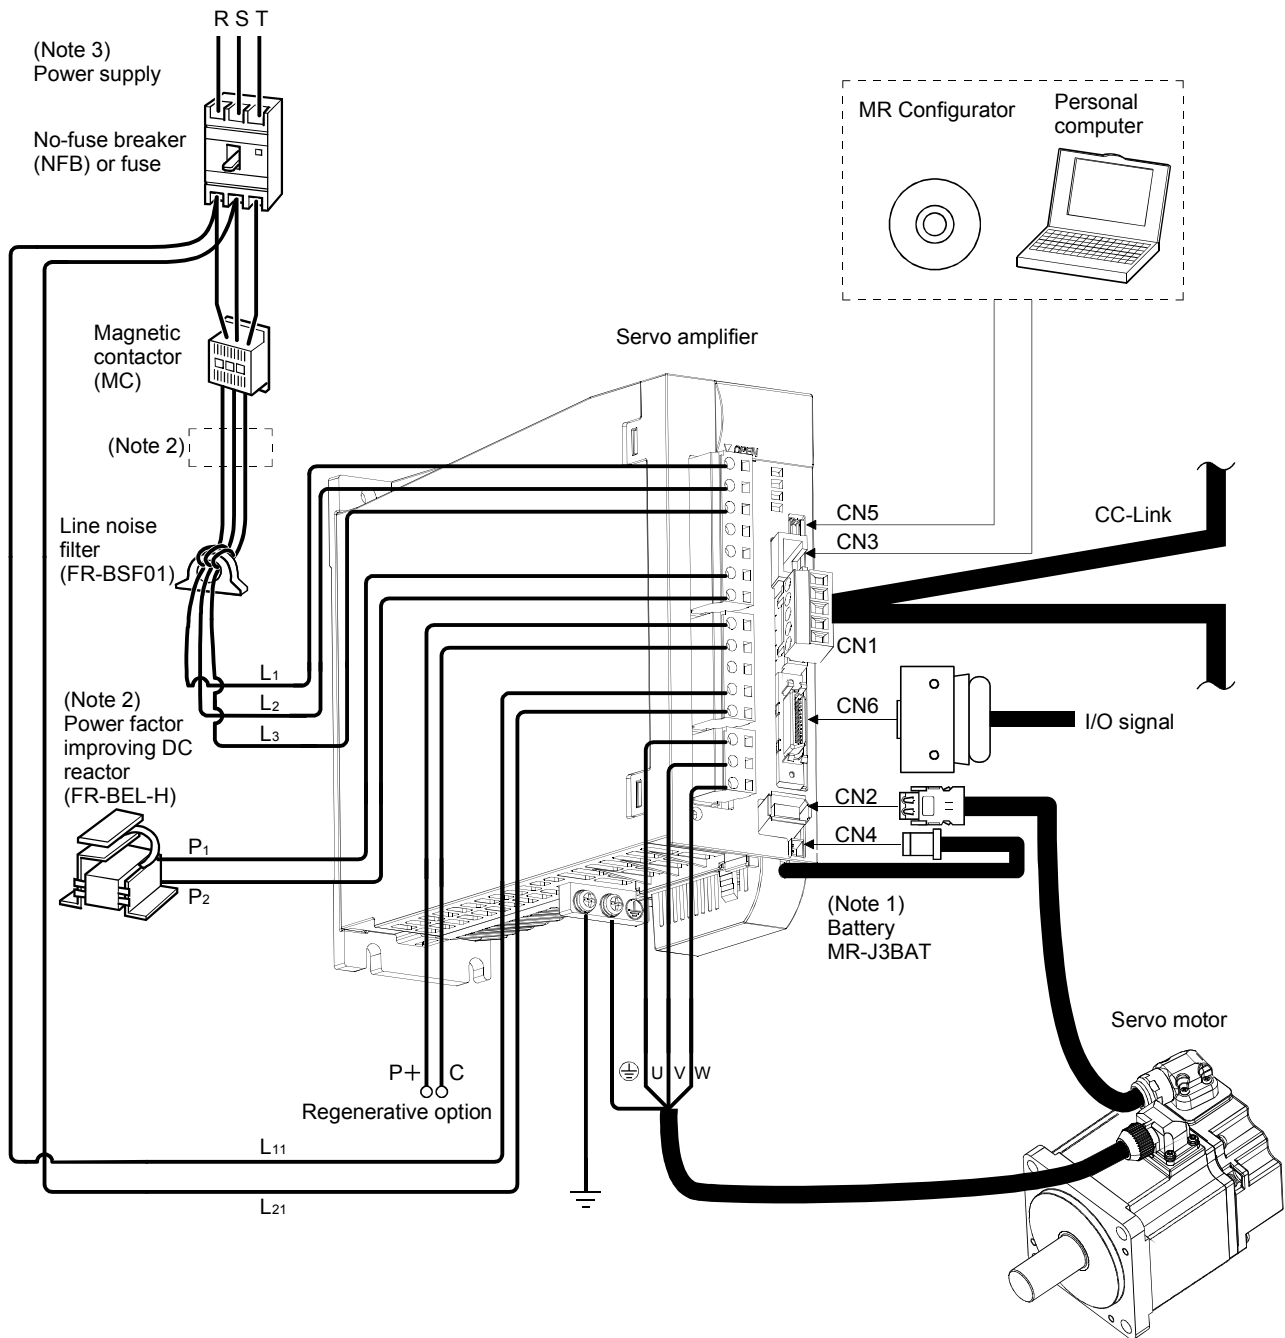 R S T
(Note 3)
Power supply
No-fuse breaker
(NFB) or fuse
MR Configurator
Personal
computer
Magnetic
contactor
(MC)
Servo amplifier
(Note 2)
OPEN
Line noise
filter
(FR-BSF01)
CN5
CN3
CC-Link
CN1
L1
L2
L3
(Note 2)
Power factor
improving DC
reactor
(FR-BEL-H)
CN6
I/O signal
CN2
CN4
P1
P2
(Note 1)
Battery
MR-J3BAT
Servo motor
P+ C
U V W
Regenerative option
L11
L21